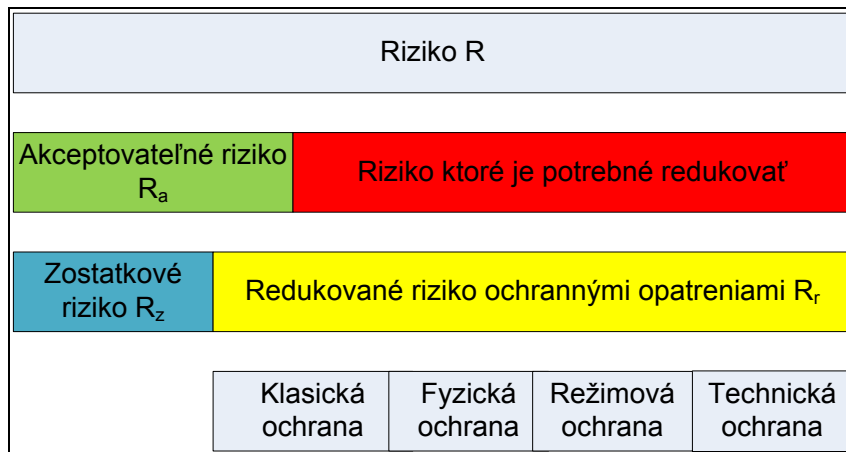 Riziko R
Akceptovateľné riziko
Rₐ
Riziko ktoré je potrebné redukovať
Zostatkové
riziko R_z
Redukované riziko ochrannými opatreniami Rᵣ
Klasická
ochrana
Fyzická
ochrana
Režimová
ochrana
Technická
ochrana